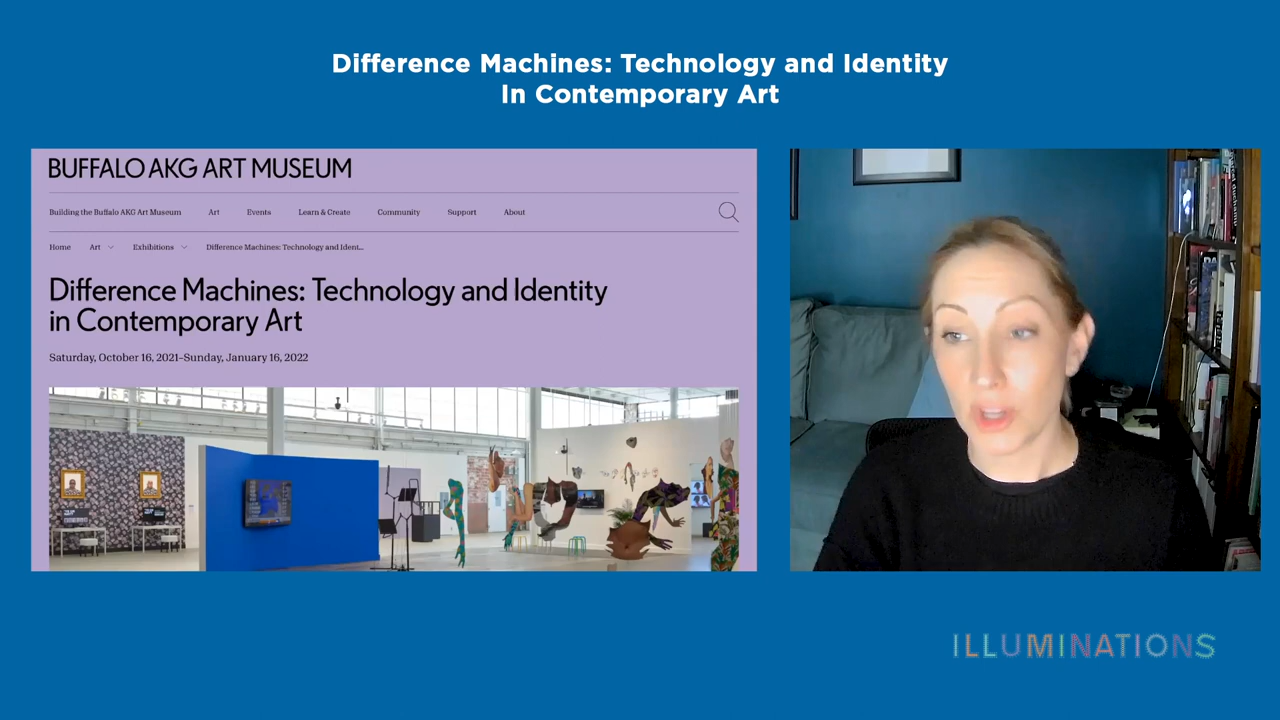 Difference Machines: Technology and Identity
In Contemporary Art
BUFFALO AKG ART MUSEUM
Building the Buffalo AKG Art Museum Art Events Learn & Create Community Support About
Home Art Exhibitions Difference Machines: Technology and Ident...
Difference Machines: Technology and Identity
in Contemporary Art
Saturday, October 16, 2021–Sunday, January 16, 2022
ILLUMINATIONS